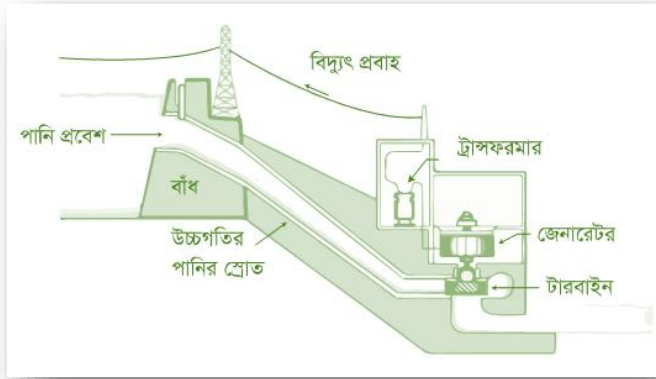 বিদ্যুৎ প্রবাহ
পানি প্রবেশ
ট্রান্সফরমার
বাঁধ
উচ্চগতির
পানির স্রোত
জেনারেটর
টারবাইন